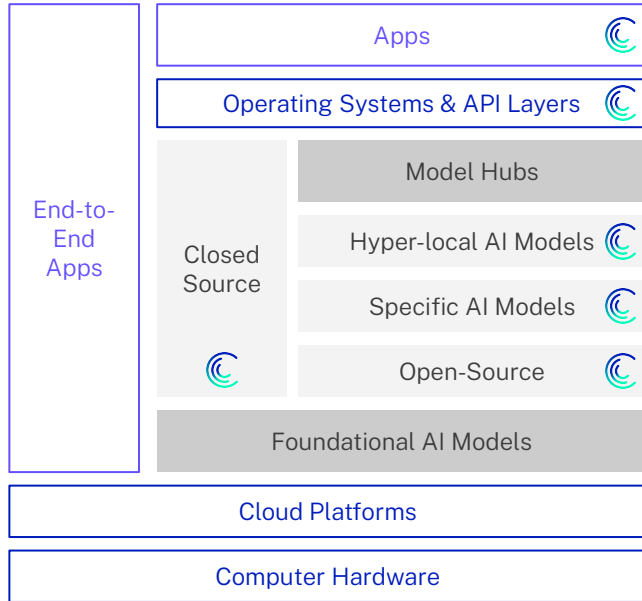 Apps
Operating Systems & API Layers
End-to-
End
Apps
Closed
Source
Model Hubs
Hyper-local AI Models
Specific AI Models
Open-Source
Foundational AI Models
Cloud Platforms
Computer Hardware